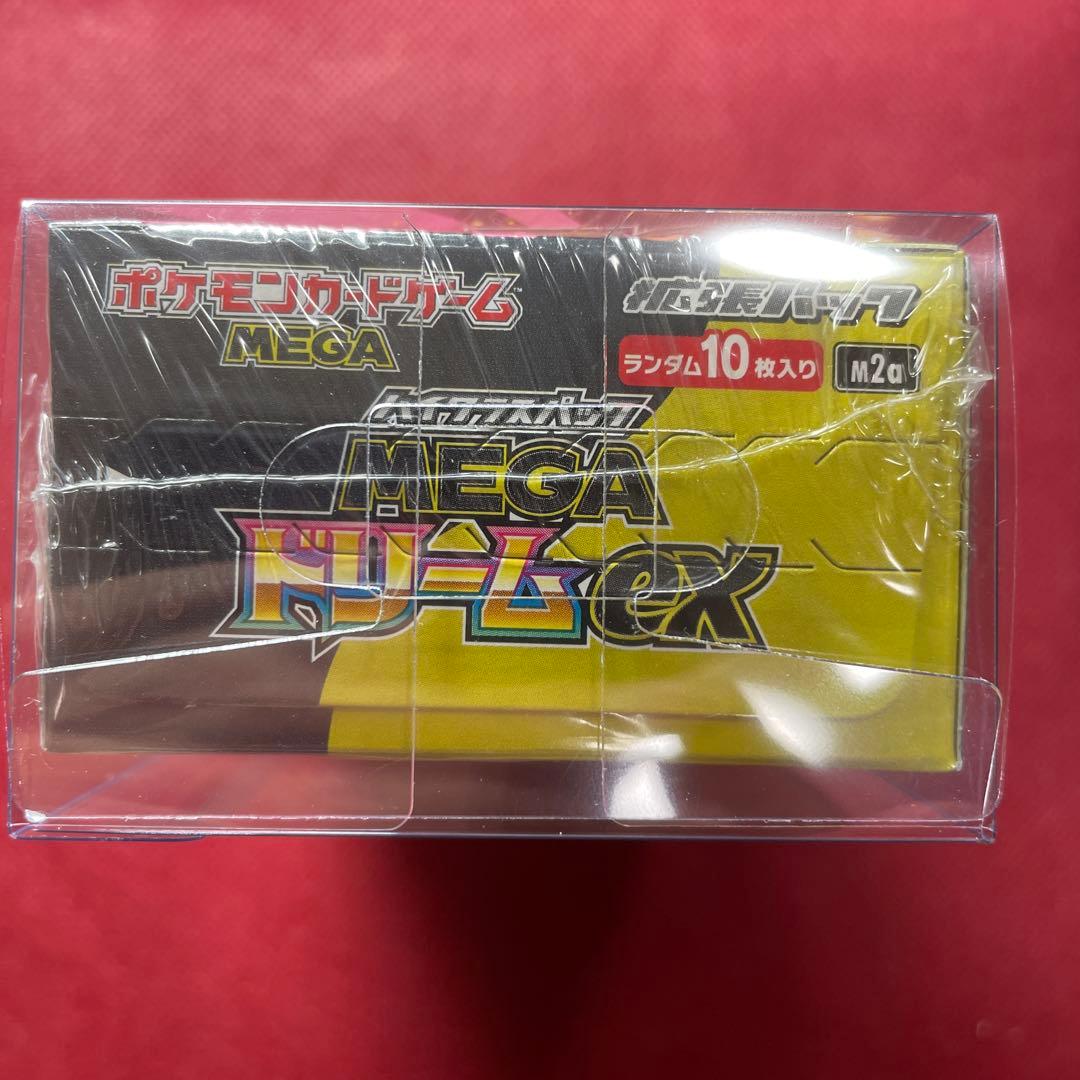 ポケモンカードゲーム
MEGA
拡張パック
ランダム10枚入り
M2a
ハイクラスパック
MEGA
ドリームex